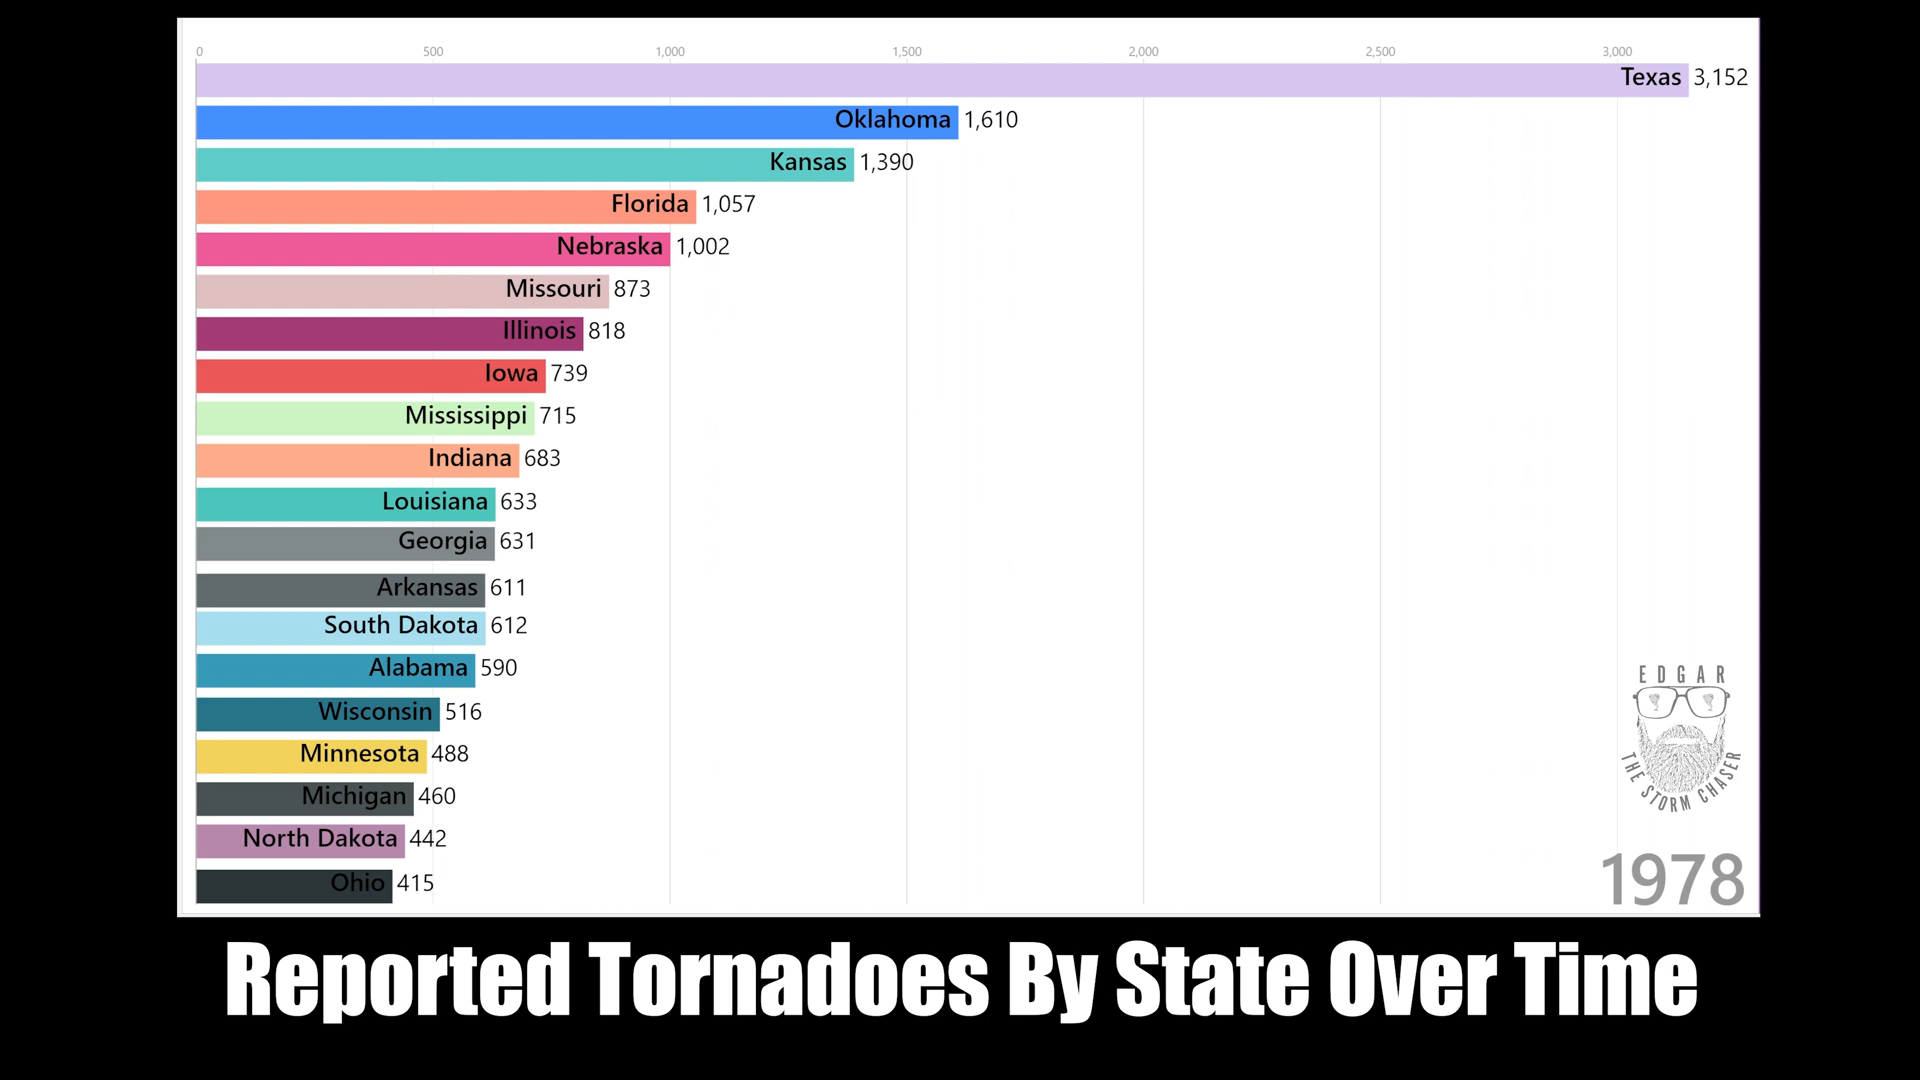 0 500 1,000 1,500 2,000 2,500 3,000
Texas 3,152
Oklahoma 1,610
Kansas 1,390
Florida 1,057
Nebraska 1,002
Missouri 873
Illinois 818
Iowa 739
Mississippi 715
Indiana 683
Louisiana 633
Georgia 631
Arkansas 611
South Dakota 612
Alabama 590
Wisconsin 516
Minnesota 488
Michigan 460
North Dakota 442
Ohio 415
EDGAR
THE STORM CHASER
1978
Reported Tornadoes By State Over Time